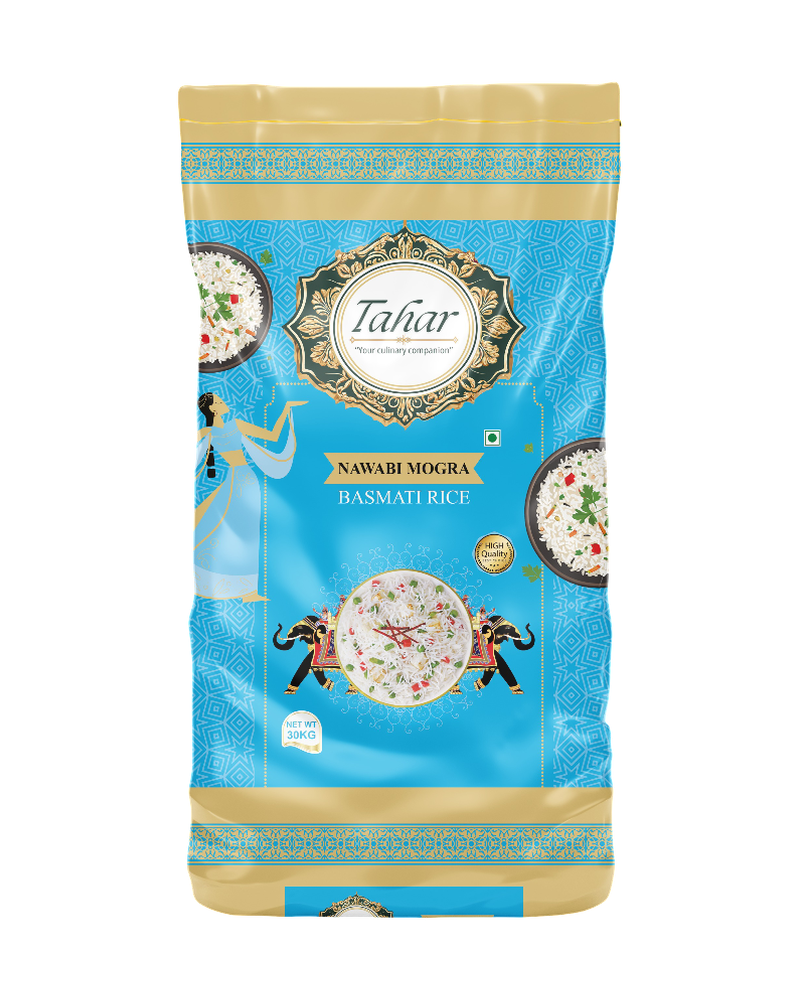 Tahar
"Your culinary companion"
NAWABI MOGRA
BASMATI RICE
HIGH
Quality
NET WT
30KG